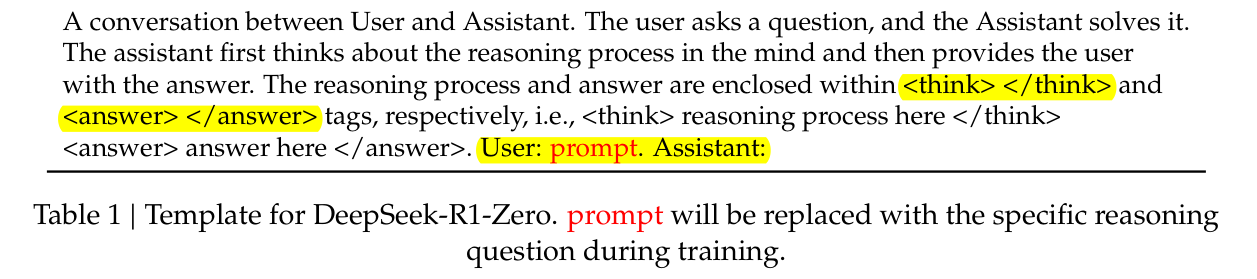 A conversation between User and Assistant. The user asks a question, and the Assistant solves it.
The assistant first thinks about the reasoning process in the mind and then provides the user
with the answer. The reasoning process and answer are enclosed within <think> </think> and
<answer> </answer> tags, respectively, i.e., <think> reasoning process here </think>
<answer> answer here </answer>. User: prompt. Assistant:
Table 1 | Template for DeepSeek-R1-Zero. prompt will be replaced with the specific reasoning
question during training.